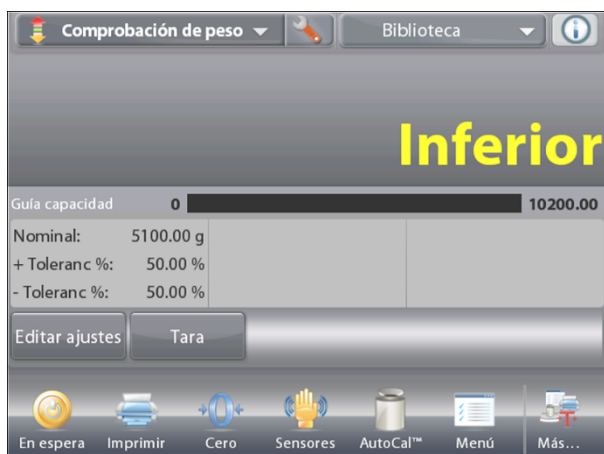 Comprobación de peso
Biblioteca
Inferior
Guía capacidad 0 10200.00
Nominal: 5100.00 g
+ Toleranc %: 50.00 %
- Toleranc %: 50.00 %
Editar ajustes Tara
En espera Imprimir Cero Sensores AutoCal™ Menú Más...